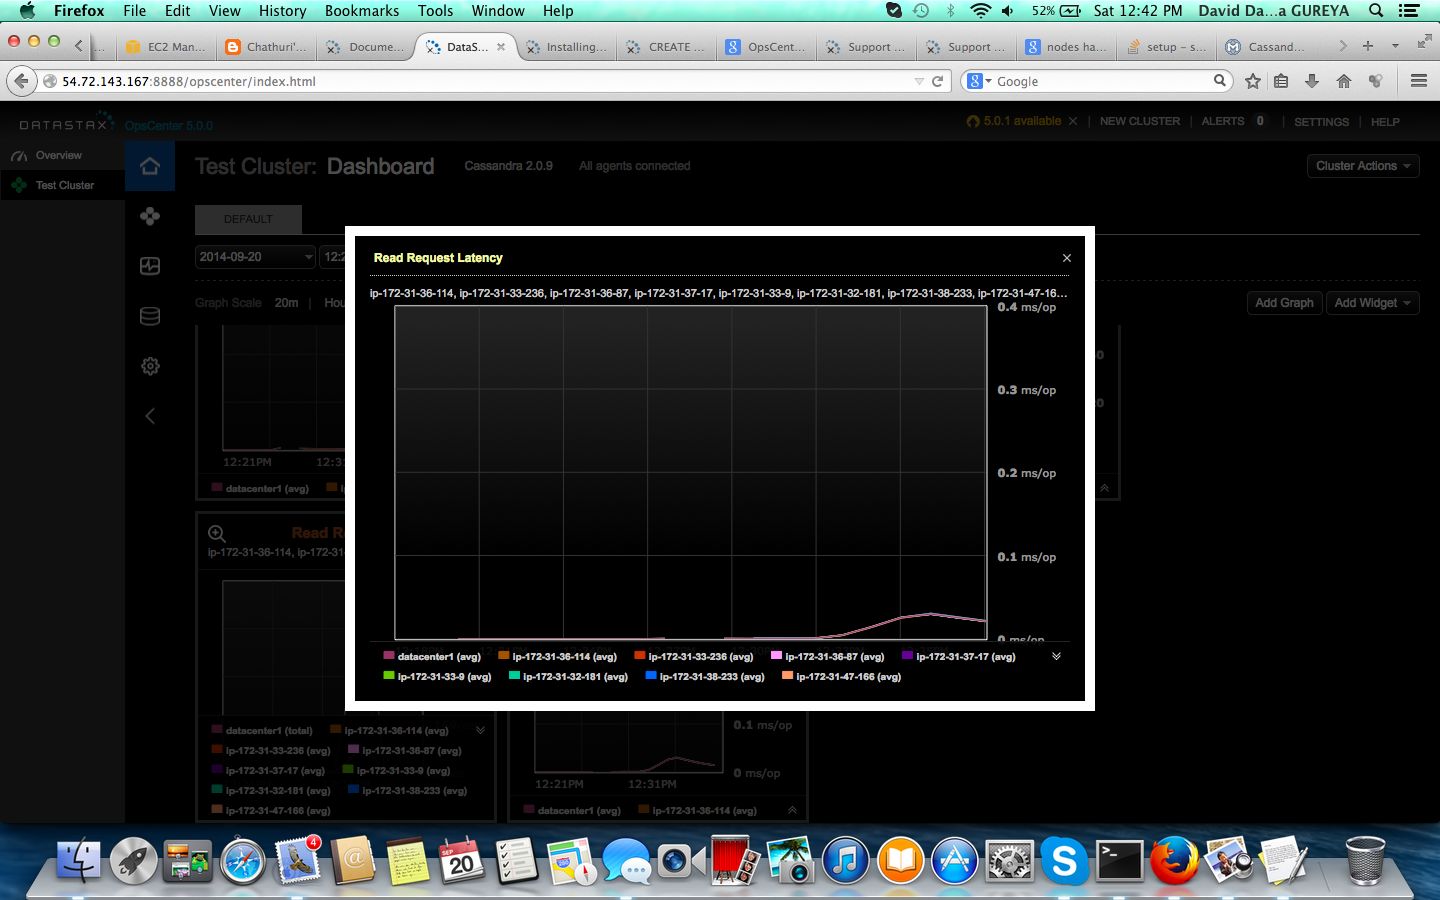 Firefox File Edit View History Bookmarks Tools Window Help 52% Sat 12:42 PM David Da...a GUREYA
... EC2 Man... Chathuri'... Docume... DataS... Installing... CREATE ... OpsCent... Support ... Support ... nodes ha... setup – s... Cassand...
54.72.143.167:8888/opscenter/index.html Google
DATASTAX OpsCenter 5.0.0 5.0.1 available × | NEW CLUSTER | ALERTS 0 | SETTINGS | HELP
Overview
Test Cluster
Test Cluster: Dashboard Cassandra 2.0.9 All agents connected Cluster Actions
DEFAULT
2014-09-20
Graph Scale 20m | Add Graph Add Widget
Read Request Latency ×
ip-172-31-36-114, ip-172-31-33-236, ip-172-31-36-87, ip-172-31-37-17, ip-172-31-33-9, ip-172-31-32-181, ip-172-31-38-233, ip-172-31-47-16...
0.4 ms/op
0.3 ms/op
0.2 ms/op
0.1 ms/op
0 ms/op
datacenter1 (avg) ip-172-31-36-114 (avg) ip-172-31-33-236 (avg) ip-172-31-36-87 (avg) ip-172-31-37-17 (avg)
ip-172-31-33-9 (avg) ip-172-31-32-181 (avg) ip-172-31-38-233 (avg) ip-172-31-47-166 (avg)
12:21PM
datacenter1 (avg)
ip-172-31-36-114, ip-172-31-
datacenter1 (total) ip-172-31-36-114 (avg)
ip-172-31-33-236 (avg) ip-172-31-36-87 (avg)
ip-172-31-37-17 (avg) ip-172-31-33-9 (avg)
ip-172-31-32-181 (avg) ip-172-31-38-233 (avg)
ip-172-31-47-166 (avg)
0.1 ms/op
0 ms/op
12:21PM 12:31PM
datacenter1 (avg) ip-172-31-36-114 (avg)
4
SEP
20